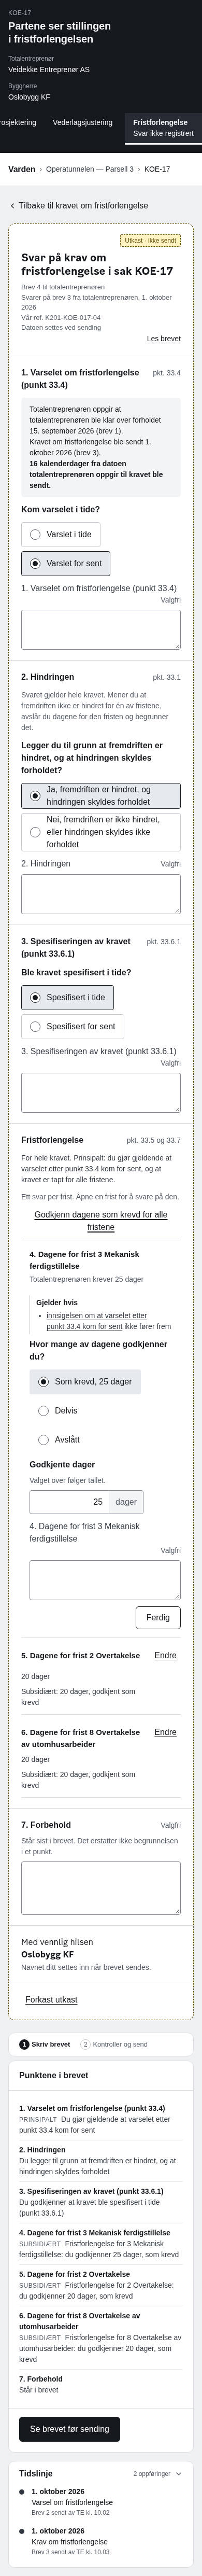 KOE-17
Partene ser stillingen
i fristforlengelsen
Totalentreprenør
Veidekke Entreprenør AS
Byggherre
Oslobygg KF
rosjektering
Vederlagsjustering
Fristforlengelse
Svar ikke registrert
Varden › Operatunnelen — Parsell 3 › KOE-17
Tilbake til kravet om fristforlengelse
Utkast · ikke sendt
Svar på krav om
fristforlengelse i sak KOE-17
Brev 4 til totalentreprenøren
Svarer på brev 3 fra totalentreprenøren, 1. oktober
2026
Vår ref. K201-KOE-017-04
Datoen settes ved sending
Les brevet
1. Varselet om fristforlengelse
(punkt 33.4)
pkt. 33.4
Totalentreprenøren oppgir at
totalentreprenøren ble klar over forholdet
15. september 2026 (brev 1).
Kravet om fristforlengelse ble sendt 1.
oktober 2026 (brev 3).
16 kalenderdager fra datoen
totalentreprenøren oppgir til kravet ble
sendt.
Kom varselet i tide?
Varslet i tide
Varslet for sent
1. Varselet om fristforlengelse (punkt 33.4)
Valgfri
2. Hindringen
pkt. 33.1
Svaret gjelder hele kravet. Mener du at
fremdriften ikke er hindret for én av fristene,
avslår du dagene for den fristen og begrunner
det.
Legger du til grunn at fremdriften er
hindret, og at hindringen skyldes
forholdet?
Ja, fremdriften er hindret, og
hindringen skyldes forholdet
Nei, fremdriften er ikke hindret,
eller hindringen skyldes ikke
forholdet
2. Hindringen
Valgfri
3. Spesifiseringen av kravet
(punkt 33.6.1)
pkt. 33.6.1
Ble kravet spesifisert i tide?
Spesifisert i tide
Spesifisert for sent
3. Spesifiseringen av kravet (punkt 33.6.1)
Valgfri
Fristforlengelse
pkt. 33.5 og 33.7
For hele kravet. Prinsipalt: du gjør gjeldende at
varselet etter punkt 33.4 kom for sent, og at
kravet er tapt for alle fristene.
Ett svar per frist. Åpne en frist for å svare på den.
Godkjenn dagene som krevd for alle
fristene
4. Dagene for frist 3 Mekanisk
ferdigstillelse
Totalentreprenøren krever 25 dager
Gjelder hvis
innsigelsen om at varselet etter
punkt 33.4 kom for sent ikke fører frem
Hvor mange av dagene godkjenner
du?
Som krevd, 25 dager
Delvis
Avslått
Godkjente dager
Valget over følger tallet.
25 dager
4. Dagene for frist 3 Mekanisk
ferdigstillelse
Valgfri
Ferdig
5. Dagene for frist 2 Overtakelse
Endre
20 dager
Subsidiært: 20 dager, godkjent som
krevd
6. Dagene for frist 8 Overtakelse
av utomhusarbeider
Endre
20 dager
Subsidiært: 20 dager, godkjent som
krevd
7. Forbehold
Valgfri
Står sist i brevet. Det erstatter ikke begrunnelsen
i et punkt.
Med vennlig hilsen
Oslobygg KF
Navnet ditt settes inn når brevet sendes.
Forkast utkast
1 Skriv brevet
2 Kontroller og send
Punktene i brevet
1. Varselet om fristforlengelse (punkt 33.4)
PRINSIPALT Du gjør gjeldende at varselet etter
punkt 33.4 kom for sent
2. Hindringen
Du legger til grunn at fremdriften er hindret, og at
hindringen skyldes forholdet
3. Spesifiseringen av kravet (punkt 33.6.1)
Du godkjenner at kravet ble spesifisert i tide
(punkt 33.6.1)
4. Dagene for frist 3 Mekanisk ferdigstillelse
SUBSIDIÆRT Fristforlengelse for 3 Mekanisk
ferdigstillelse: du godkjenner 25 dager, som krevd
5. Dagene for frist 2 Overtakelse
SUBSIDIÆRT Fristforlengelse for 2 Overtakelse:
du godkjenner 20 dager, som krevd
6. Dagene for frist 8 Overtakelse av
utomhusarbeider
SUBSIDIÆRT Fristforlengelse for 8 Overtakelse av
utomhusarbeider: du godkjenner 20 dager, som
krevd
7. Forbehold
Står i brevet
Se brevet før sending
Tidslinje
2 oppføringer
1. oktober 2026
Varsel om fristforlengelse
Brev 2 sendt av TE kl. 10.02
1. oktober 2026
Krav om fristforlengelse
Brev 3 sendt av TE kl. 10.03